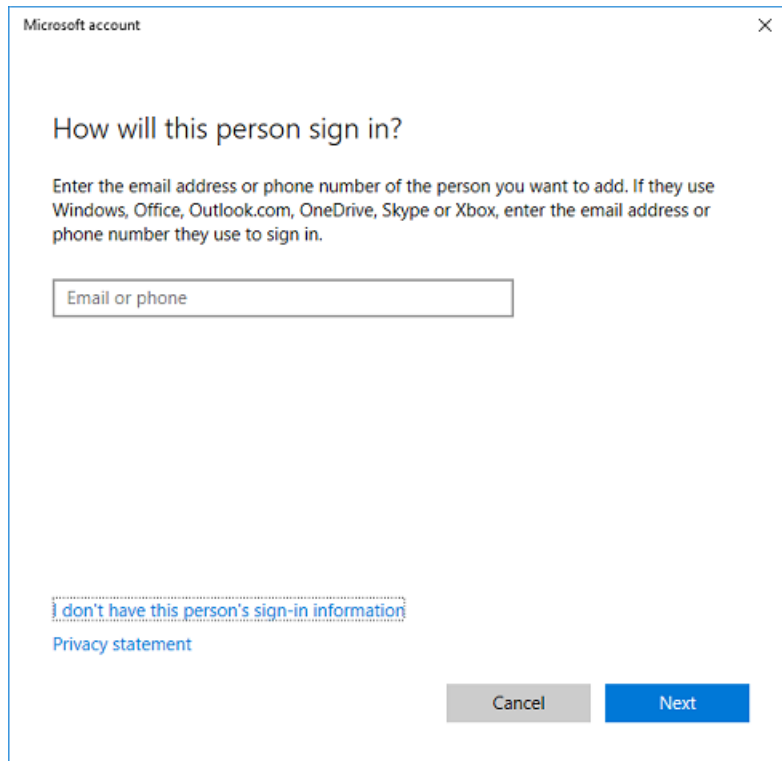 Microsoft account
How will this person sign in?
Enter the email address or phone number of the person you want to add. If they use
Windows, Office, Outlook.com, OneDrive, Skype or Xbox, enter the email address or
phone number they use to sign in.
Email or phone
I don't have this person's sign-in information
Privacy statement
Cancel
Next